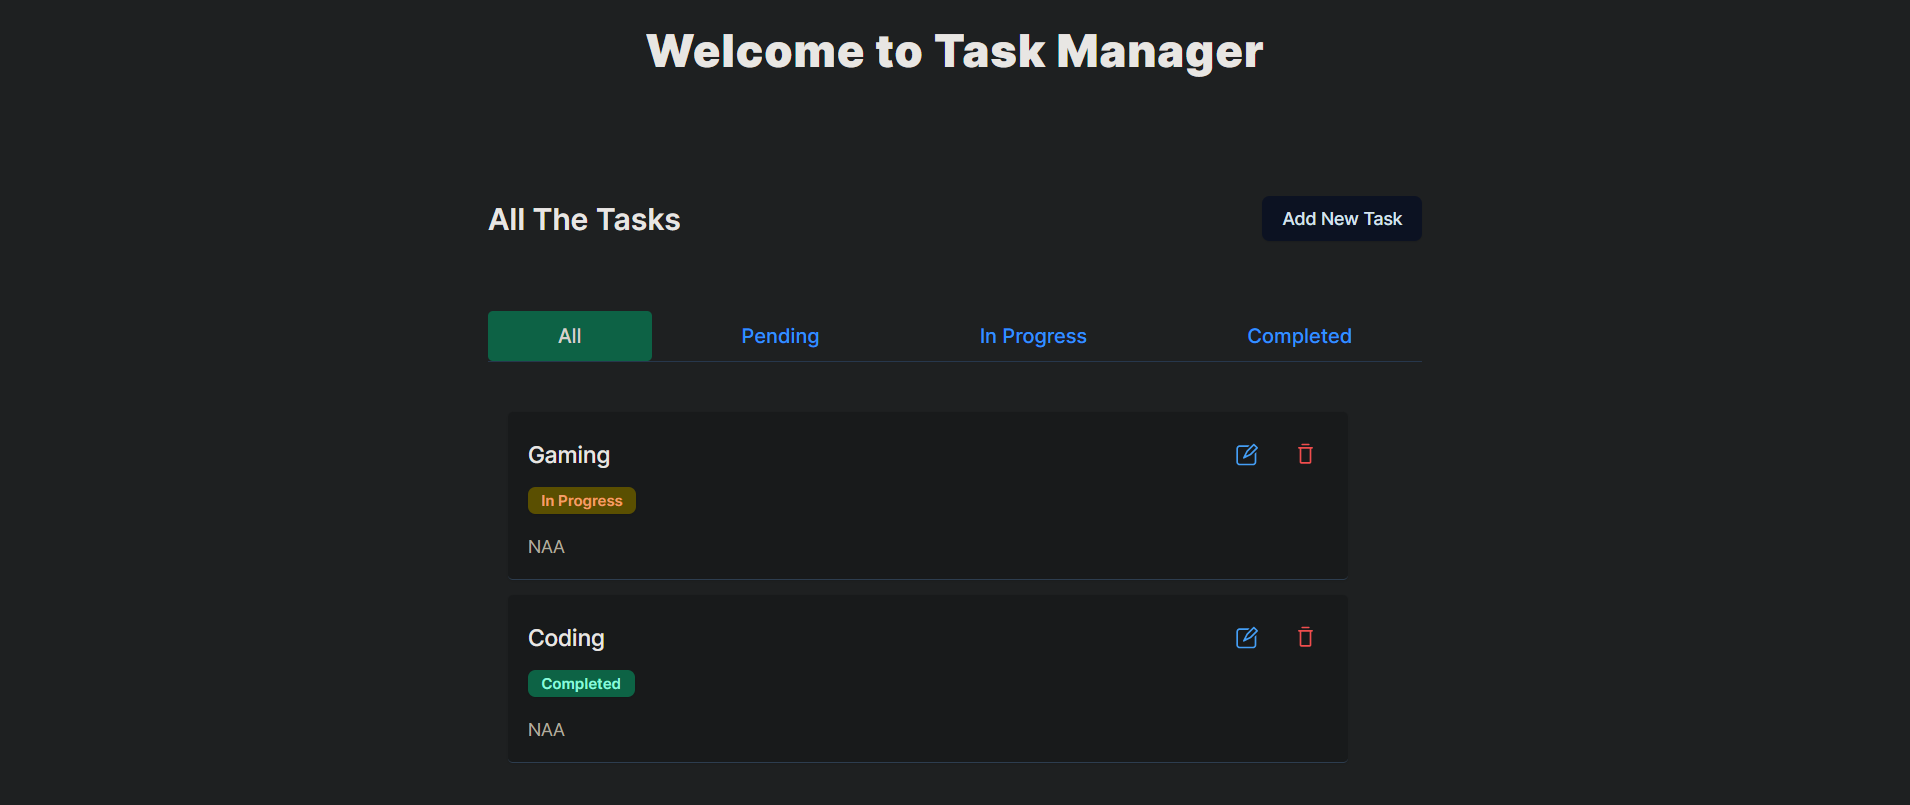 Welcome to Task Manager
All The Tasks
Add New Task
All
Pending
In Progress
Completed
Gaming
In Progress
NAA
Coding
Completed
NAA